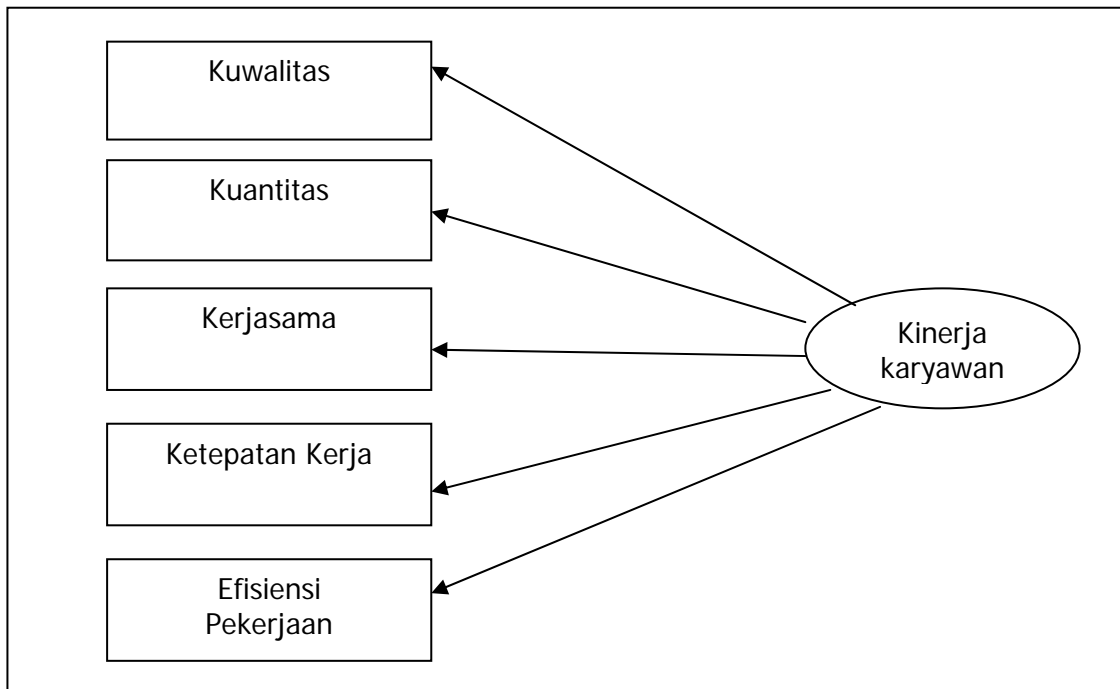 Kuwalitas
Kuantitas
Kerjasama
Ketepatan Kerja
Efisiensi
Pekerjaan
Kinerja
karyawan